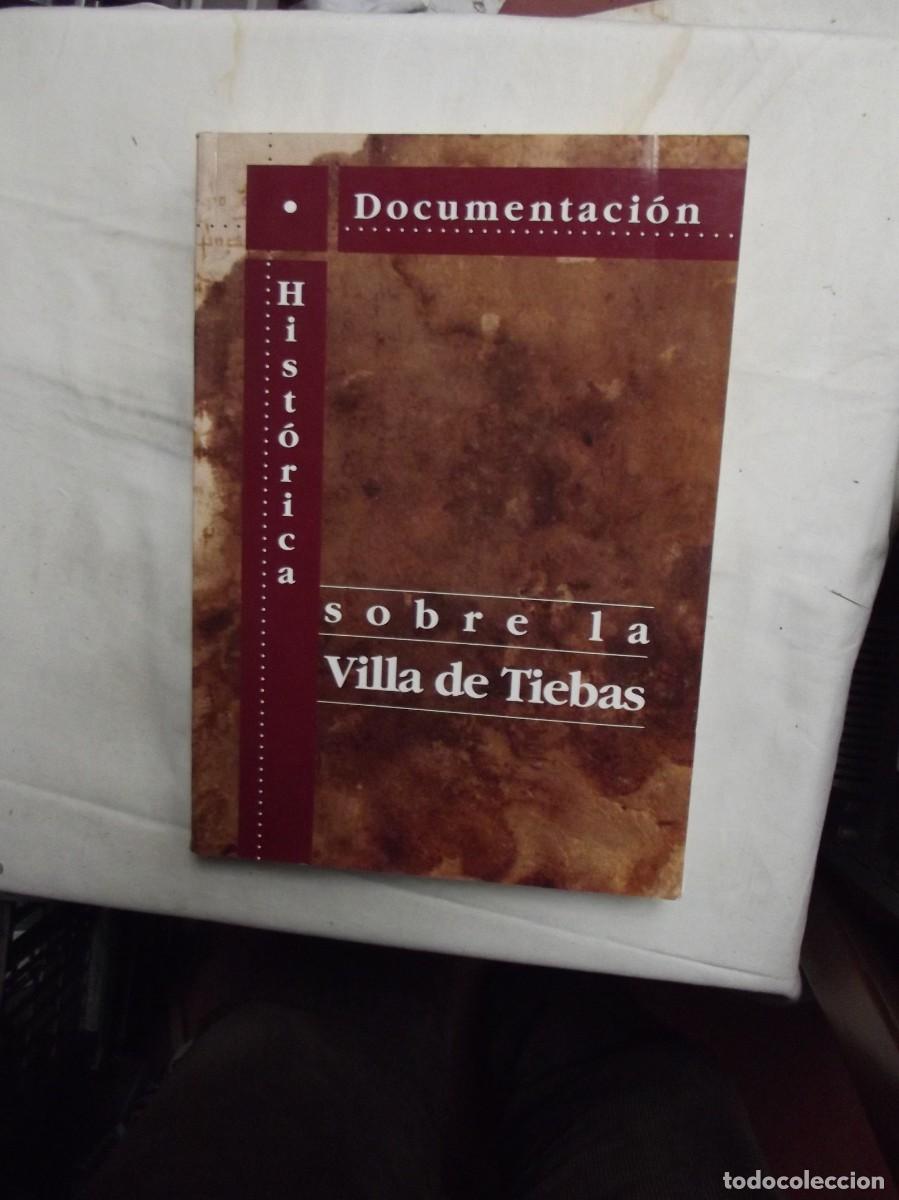 Documentación
Histórica
sobre la
Villa de Tiebas
todocoleccion